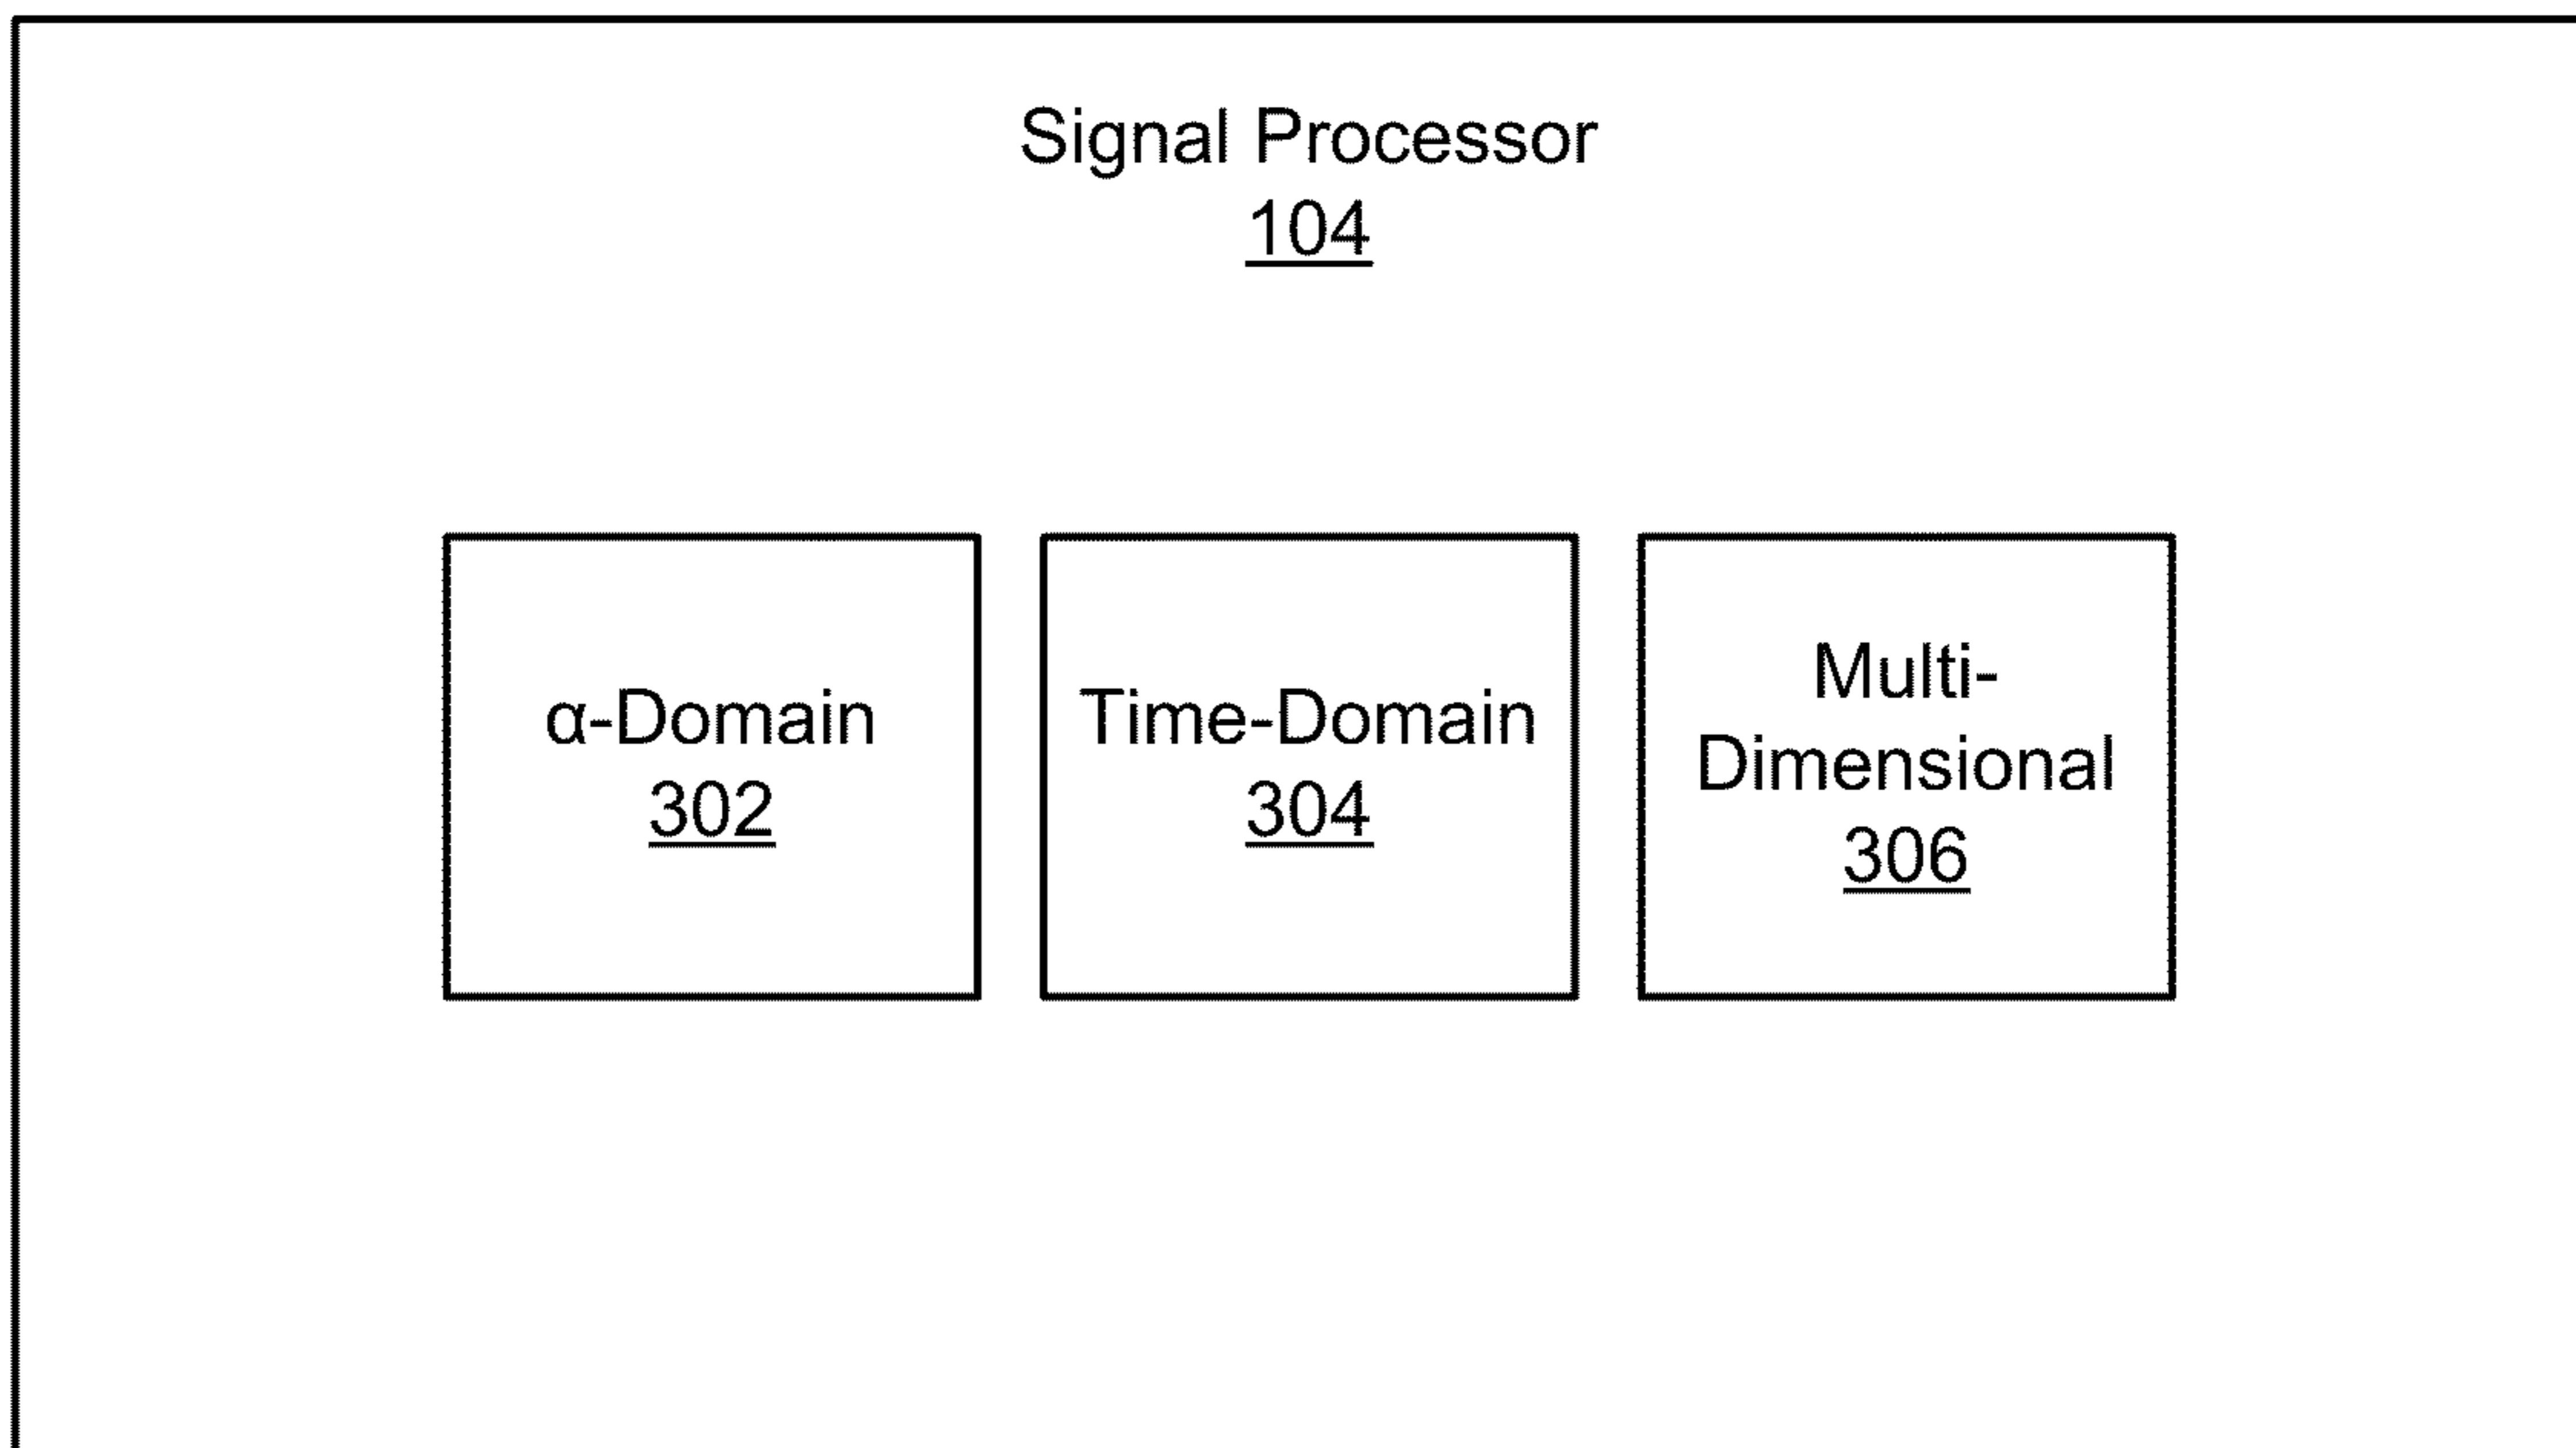 Signal Processor
104
α-Domain
302
Time-Domain
304
Multi-
Dimensional
306